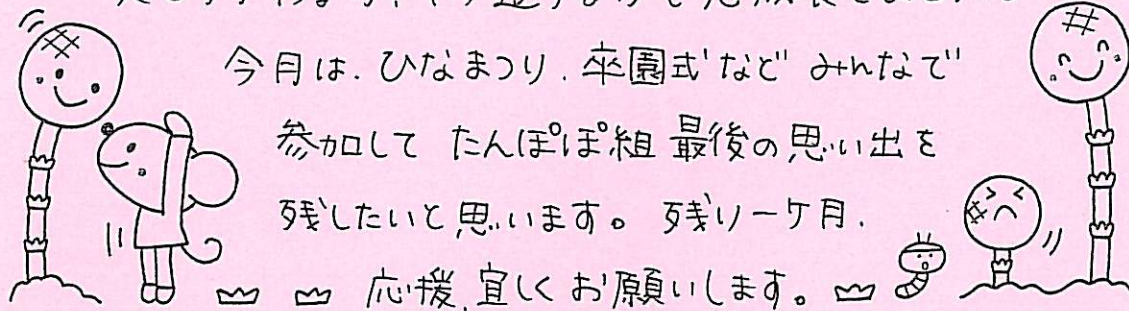 今月は、ひなまつり、卒園式など みんなで
参加して たんぽぽ組 最後の思い出を
残したいと思います。 残り一ケ月、
応援、宜しくお願いします。